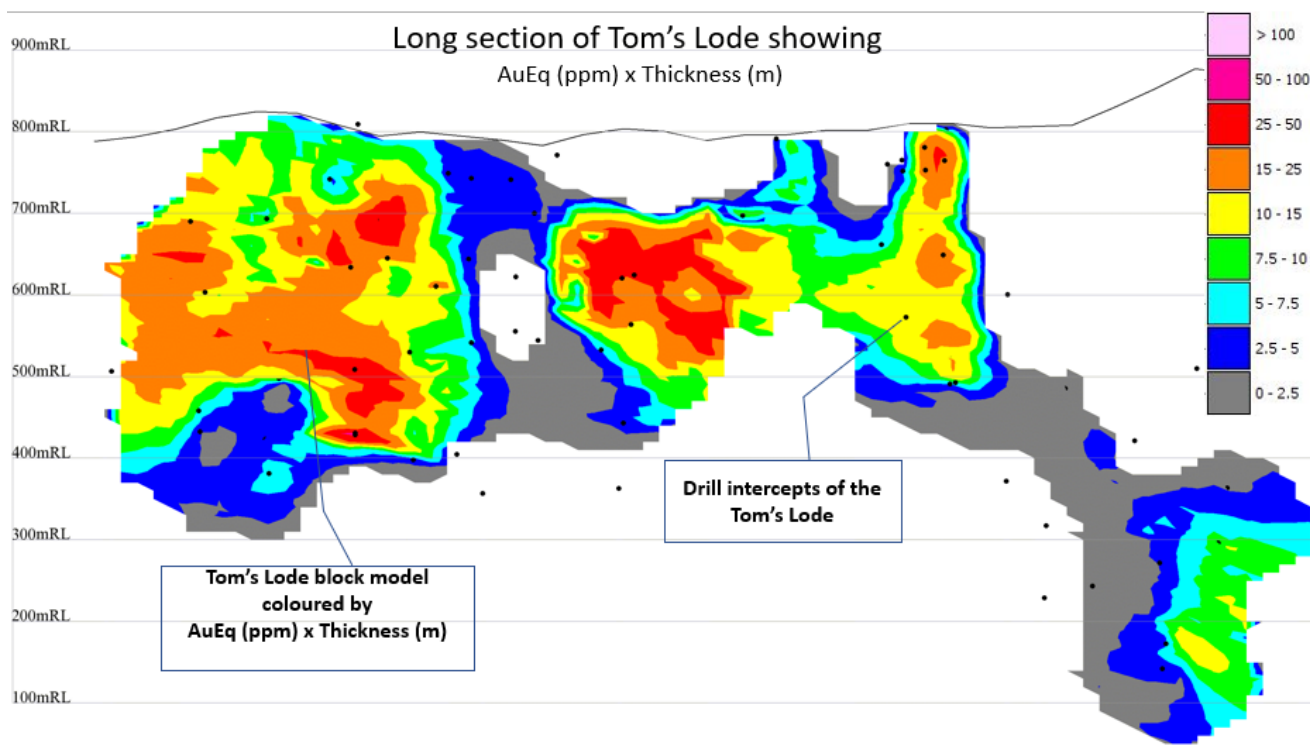 Long section of Tom's Lode showing
AuEq (ppm) x Thickness (m)
900mRL
800mRL
700mRL
600mRL
500mRL
400mRL
300mRL
200mRL
100mRL
> 100
50 - 100
25 - 50
15 - 25
10 - 15
7.5 - 10
5 - 7.5
2.5 - 5
0 - 2.5
Drill intercepts of the
Tom's Lode
Tom's Lode block model
coloured by
AuEq (ppm) x Thickness (m)